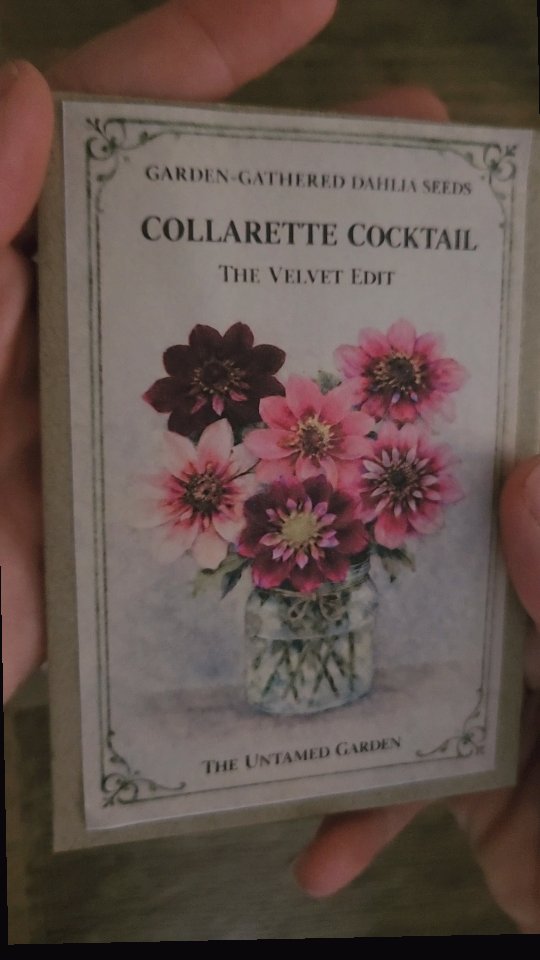 GARDEN-GATHERED DAHLIA SEEDS
COLLARETTE COCKTAIL
THE VELVET EDIT
THE UNTAMED GARDEN